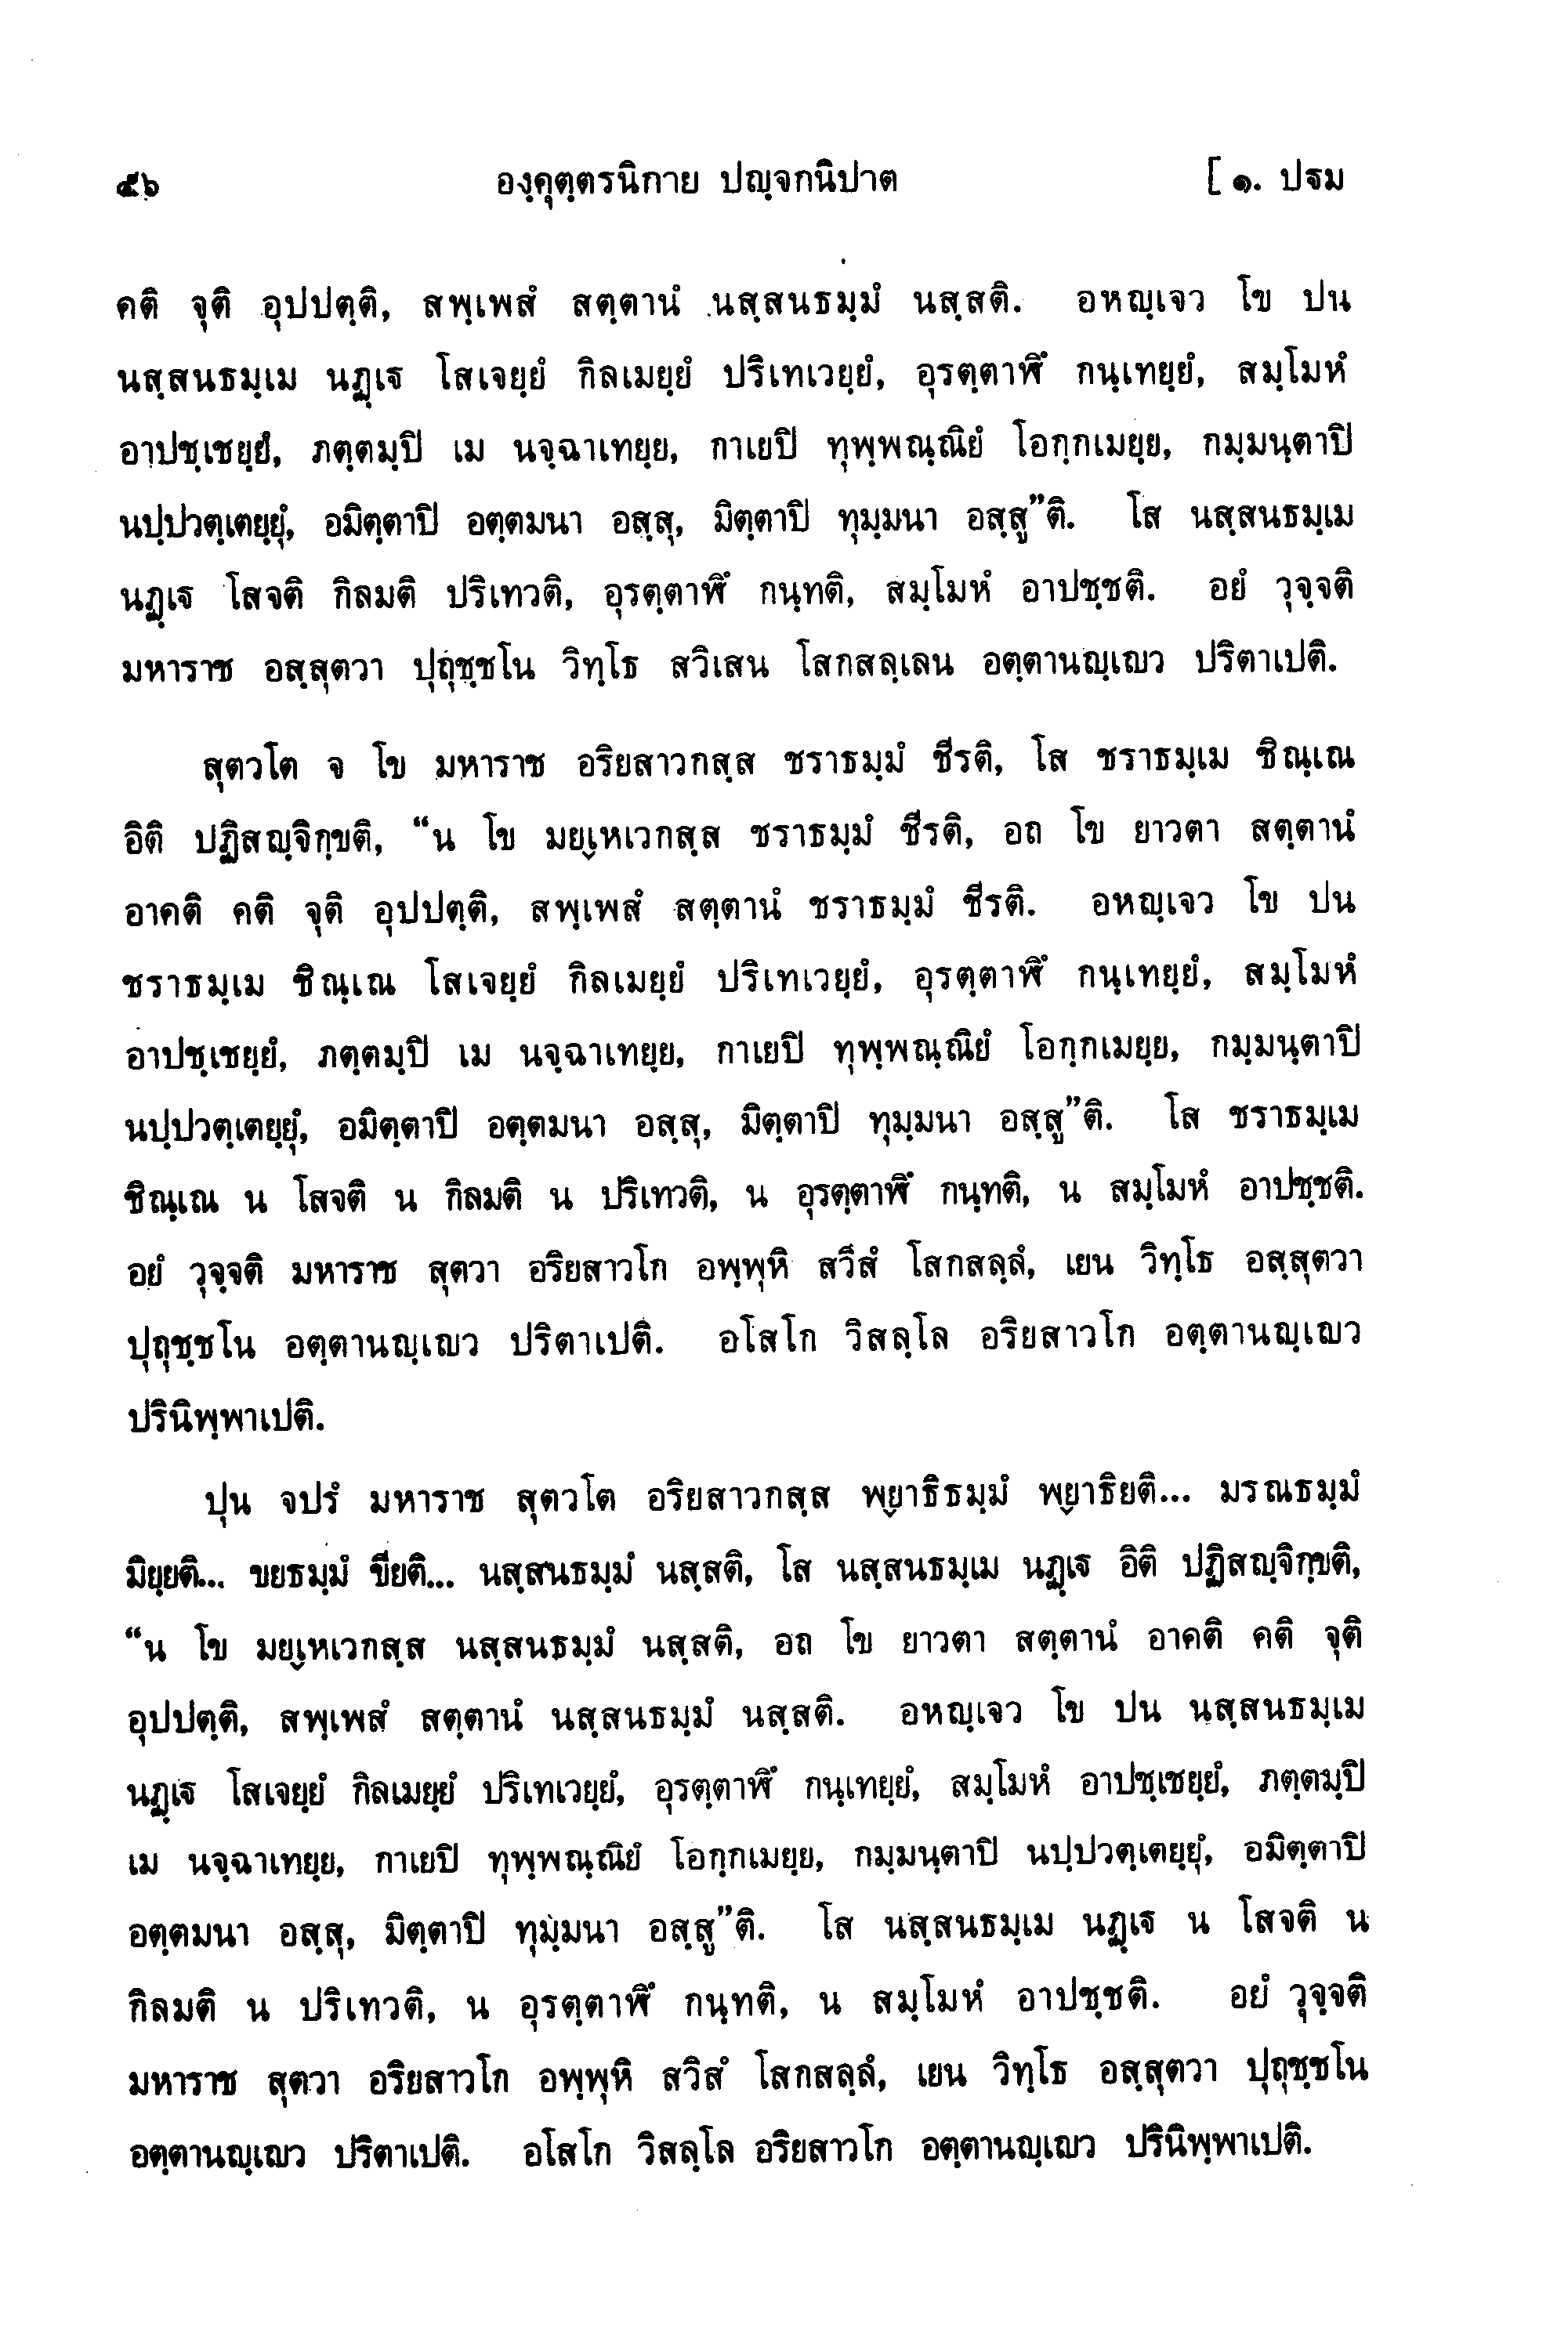 ๕๖ องฺคุตฺตรนิกาย ปญฺจกนิปาต [ ๑. ปฐม
คติ จุติ อุปปตฺติ, สพฺเพสํ สตฺตานํ นสฺสนธมฺมํ นสฺสติ. อหญฺเจว โข ปน
นสฺสนธมฺเม นฏฺเฐ โสเจยฺยํ กิลเมยฺยํ ปริเทเวยฺยํ, อุรตฺตาฬึ กนฺเทยฺยํ, สมฺโมหํ
อาปชฺเชยฺยํ, ภตฺตมฺปิ เม นจฺฉาเทยฺย, กาเยปิ ทุพฺพณฺณิยํ โอกฺกเมยฺย, กมฺมนฺตาปิ
นปฺปวตฺเตยฺยุํ, อมิตฺตาปิ อตฺตมนา อสฺสุ, มิตฺตาปิ ทุมฺมนา อสฺสู”ติ. โส นสฺสนธมฺเม
นฏฺเฐ โสจติ กิลมติ ปริเทวติ, อุรตฺตาฬึ กนฺทติ, สมฺโมหํ อาปชฺชติ. อยํ วุจฺจติ
มหาราช อสฺสุตวา ปุถุชฺชโน วิทฺโธ สวิเสน โสกสลฺเลน อตฺตานญฺเญว ปริตาเปติ.
สุตวโต จ โข มหาราช อริยสาวกสฺส ชราธมฺมํ ชีรติ, โส ชราธมฺเม ชิณฺเณ
อิติ ปฏิสญฺจิกฺขติ, “น โข มยฺเหเวกสฺส ชราธมฺมํ ชีรติ, อถ โข ยาวตา สตฺตานํ
อาคติ คติ จุติ อุปปตฺติ, สพฺเพสํ สตฺตานํ ชราธมฺมํ ชีรติ. อหญฺเจว โข ปน
ชราธมฺเม ชิณฺเณ โสเจยฺยํ กิลเมยฺยํ ปริเทเวยฺยํ, อุรตฺตาฬึ กนฺเทยฺยํ, สมฺโมหํ
อาปชฺเชยฺยํ, ภตฺตมฺปิ เม นจฺฉาเทยฺย, กาเยปิ ทุพฺพณฺณิยํ โอกฺกเมยฺย, กมฺมนฺตาปิ
นปฺปวตฺเตยฺยุํ, อมิตฺตาปิ อตฺตมนา อสฺสุ, มิตฺตาปิ ทุมฺมนา อสฺสู”ติ. โส ชราธมฺเม
ชิณฺเณ น โสจติ น กิลมติ น ปริเทวติ, น อุรตฺตาฬึ กนฺทติ, น สมฺโมหํ อาปชฺชติ.
อยํ วุจฺจติ มหาราช สุตวา อริยสาวโก อพฺพุหิ สวิสํ โสกสลฺลํ, เยน วิทฺโธ อสฺสุตวา
ปุถุชฺชโน อตฺตานญฺเญว ปริตาเปติ. อโสโก วิสลฺโล อริยสาวโก อตฺตานญฺเญว
ปรินิพฺพาเปติ.
ปุน จปรํ มหาราช สุตวโต อริยสาวกสฺส พฺยาธิธมฺมํ พฺยาธิยติ... มรณธมฺมํ
มิยฺยติ... ขยธมฺมํ ขียติ... นสฺสนธมฺมํ นสฺสติ, โส นสฺสนธมฺเม นฏฺเฐ อิติ ปฏิสญฺจิกฺขติ,
“น โข มยฺเหเวกสฺส นสฺสนธมฺมํ นสฺสติ, อถ โข ยาวตา สตฺตานํ อาคติ คติ จุติ
อุปปตฺติ, สพฺเพสํ สตฺตานํ นสฺสนธมฺมํ นสฺสติ. อหญฺเจว โข ปน นสฺสนธมฺเม
นฏฺเฐ โสเจยฺยํ กิลเมยฺยํ ปริเทเวยฺยํ, อุรตฺตาฬึ กนฺเทยฺยํ, สมฺโมหํ อาปชฺเชยฺยํ, ภตฺตมฺปิ
เม นจฺฉาเทยฺย, กาเยปิ ทุพฺพณฺณิยํ โอกฺกเมยฺย, กมฺมนฺตาปิ นปฺปวตฺเตยฺยุํ, อมิตฺตาปิ
อตฺตมนา อสฺสุ, มิตฺตาปิ ทุมฺมนา อสฺสู”ติ. โส นสฺสนธมฺเม นฏฺเฐ น โสจติ น
กิลมติ น ปริเทวติ, น อุรตฺตาฬึ กนฺทติ, น สมฺโมหํ อาปชฺชติ. อยํ วุจฺจติ
มหาราช สุตวา อริยสาวโก อพฺพุหิ สวิสํ โสกสลฺลํ, เยน วิทฺโธ อสฺสุตวา ปุถุชฺชโน
อตฺตานญฺเญว ปริตาเปติ. อโสโก วิสลฺโล อริยสาวโก อตฺตานญฺเญว ปรินิพฺพาเปติ.